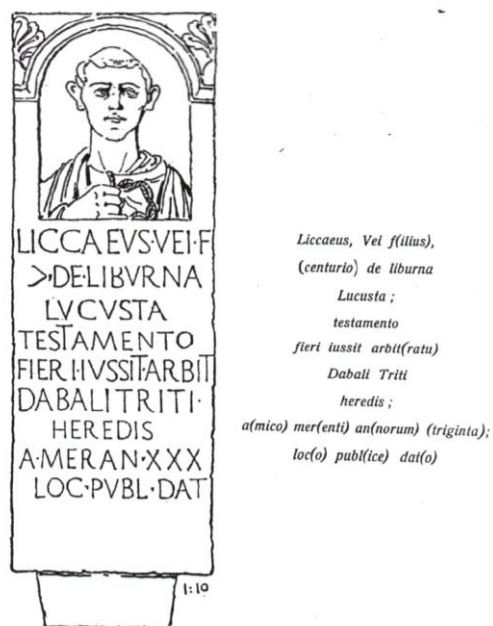 LICCAEVS·VEI·F
>·DE·LIBVRNA
LVCVSTA
TESTAMENTO
FIERI·IVSSIT·ARBIT
DABALI TRITI·
HEREDIS
A·MERAN·XXX
LOC·PVBL·DAT
1:10
Liccaeus, Vei f(ilius),
(centurio) de liburna
Lucusta ;
testamento
fieri iussit arbit(ratu)
Dabali Triti
heredis ;
a(mico) mer(enti) an(norum) (triginta);
loc(o) publ(ice) dat(o)